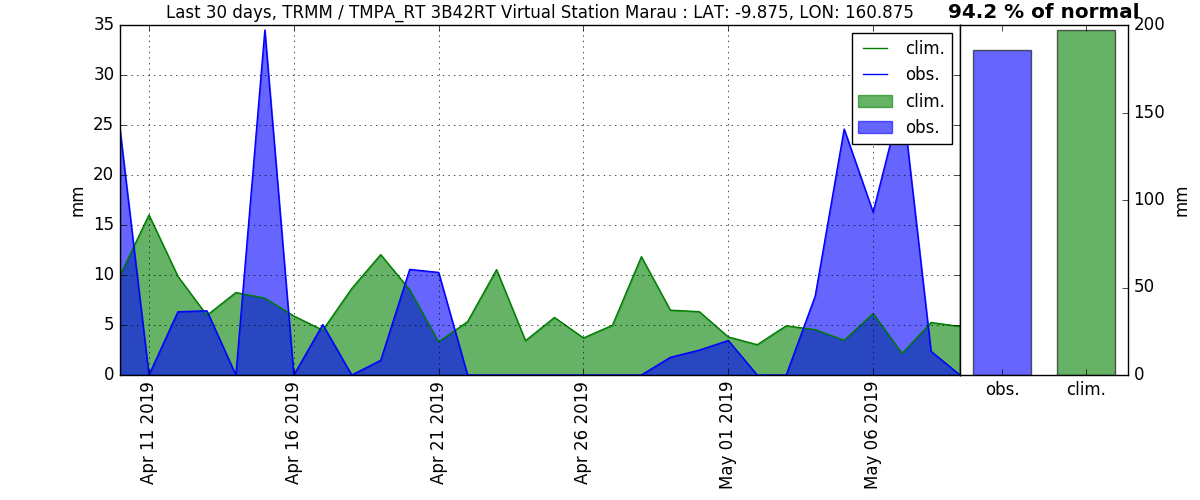 Last 30 days, TRMM / TMPA_RT 3B42RT Virtual Station Marau : LAT: -9.875, LON: 160.875
94.2 % of normal
35
30
25
20
15
10
5
0
mm
clim.
obs.
clim.
obs.
Apr 11 2019
Apr 16 2019
Apr 21 2019
Apr 26 2019
May 01 2019
May 06 2019
200
150
100
50
0
mm
obs.
clim.